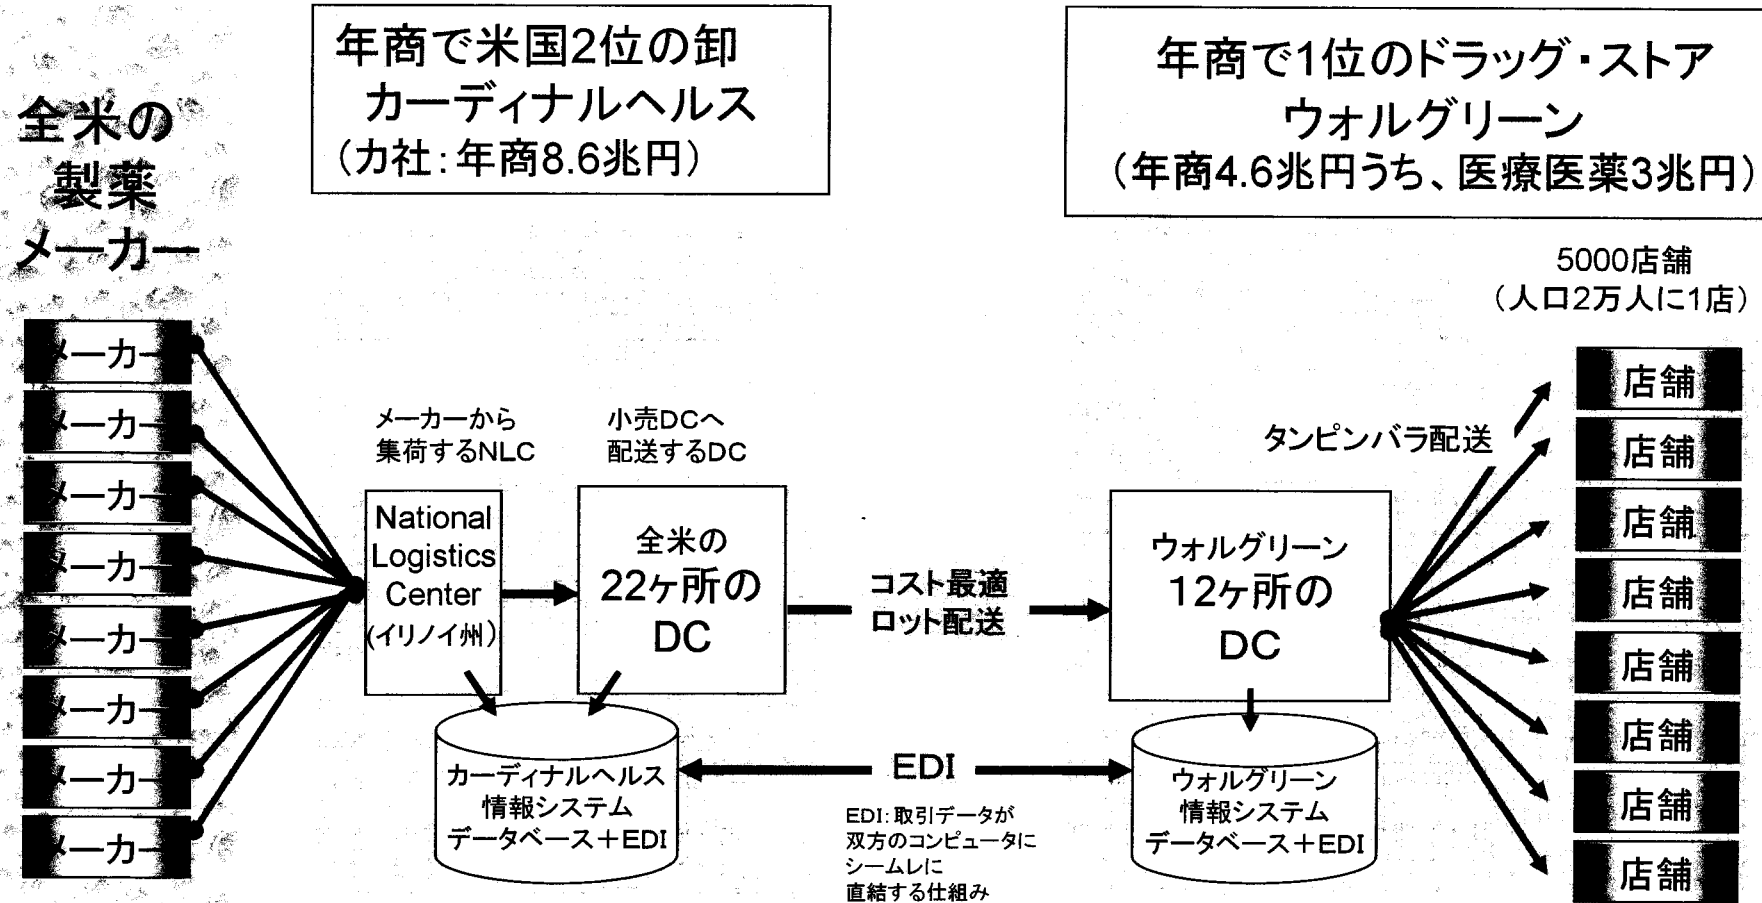 年商で米国2位の卸
カーディナルヘルス
(カ社:年商8.6兆円)
年商で1位のドラッグ・ストア
ウォルグリーン
(年商4.6兆円うち、医療医薬3兆円)
全米の
製薬
メーカー
5000店舗
(人口2万人に1店)
メーカー
メーカー
メーカー
メーカー
メーカー
メーカー
メーカー
メーカー
メーカーから
集荷するNLC
小売DCへ
配送するDC
National
Logistics
Center
(イリノイ州)
全米の
22ヶ所の
DC
コスト最適
ロット配送
ウォルグリーン
12ヶ所の
DC
タンピンバラ配送
店舗
店舗
店舗
店舗
店舗
店舗
店舗
店舗
カーディナルヘルス
情報システム
データベース+EDI
EDI
EDI:取引データが
双方のコンピュータに
シームレに
直結する仕組み
ウォルグリーン
情報システム
データベース+EDI